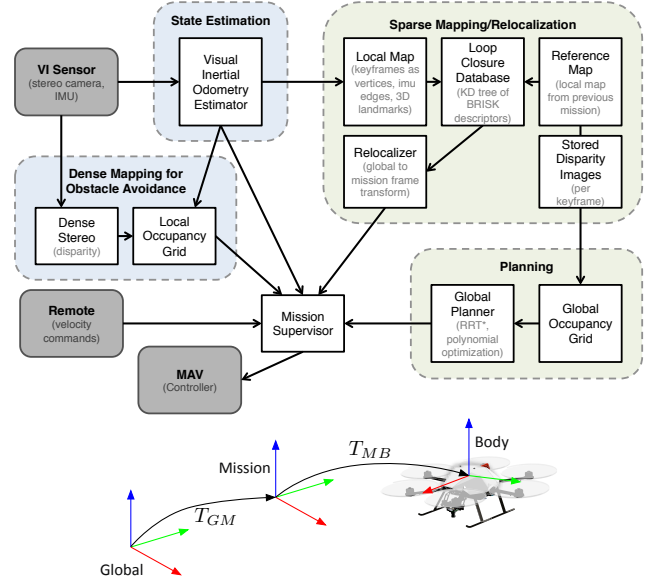 State Estimation
Sparse Mapping/Relocalization
VI Sensor
(stereo camera,
IMU)
Visual
Inertial
Odometry
Estimator
Local Map
(keyframes as
vertices, imu
edges, 3D
landmarks)
Loop
Closure
Database
(KD tree of
BRISK
descriptors)
Reference
Map
(local map
from previous
mission)
Relocalizer
(global to
mission frame
transform)
Stored
Disparity
Images
(per
keyframe)
Dense Mapping for
Obstacle Avoidance
Dense
Stereo
(disparity)
Local
Occupancy
Grid
Planning
Remote
(velocity
commands)
Mission
Supervisor
Global
Planner
(RRT*,
polynomial
optimization)
Global
Occupancy
Grid
MAV
(Controller)
Body
T_{MB}
Mission
T_{GM}
Global